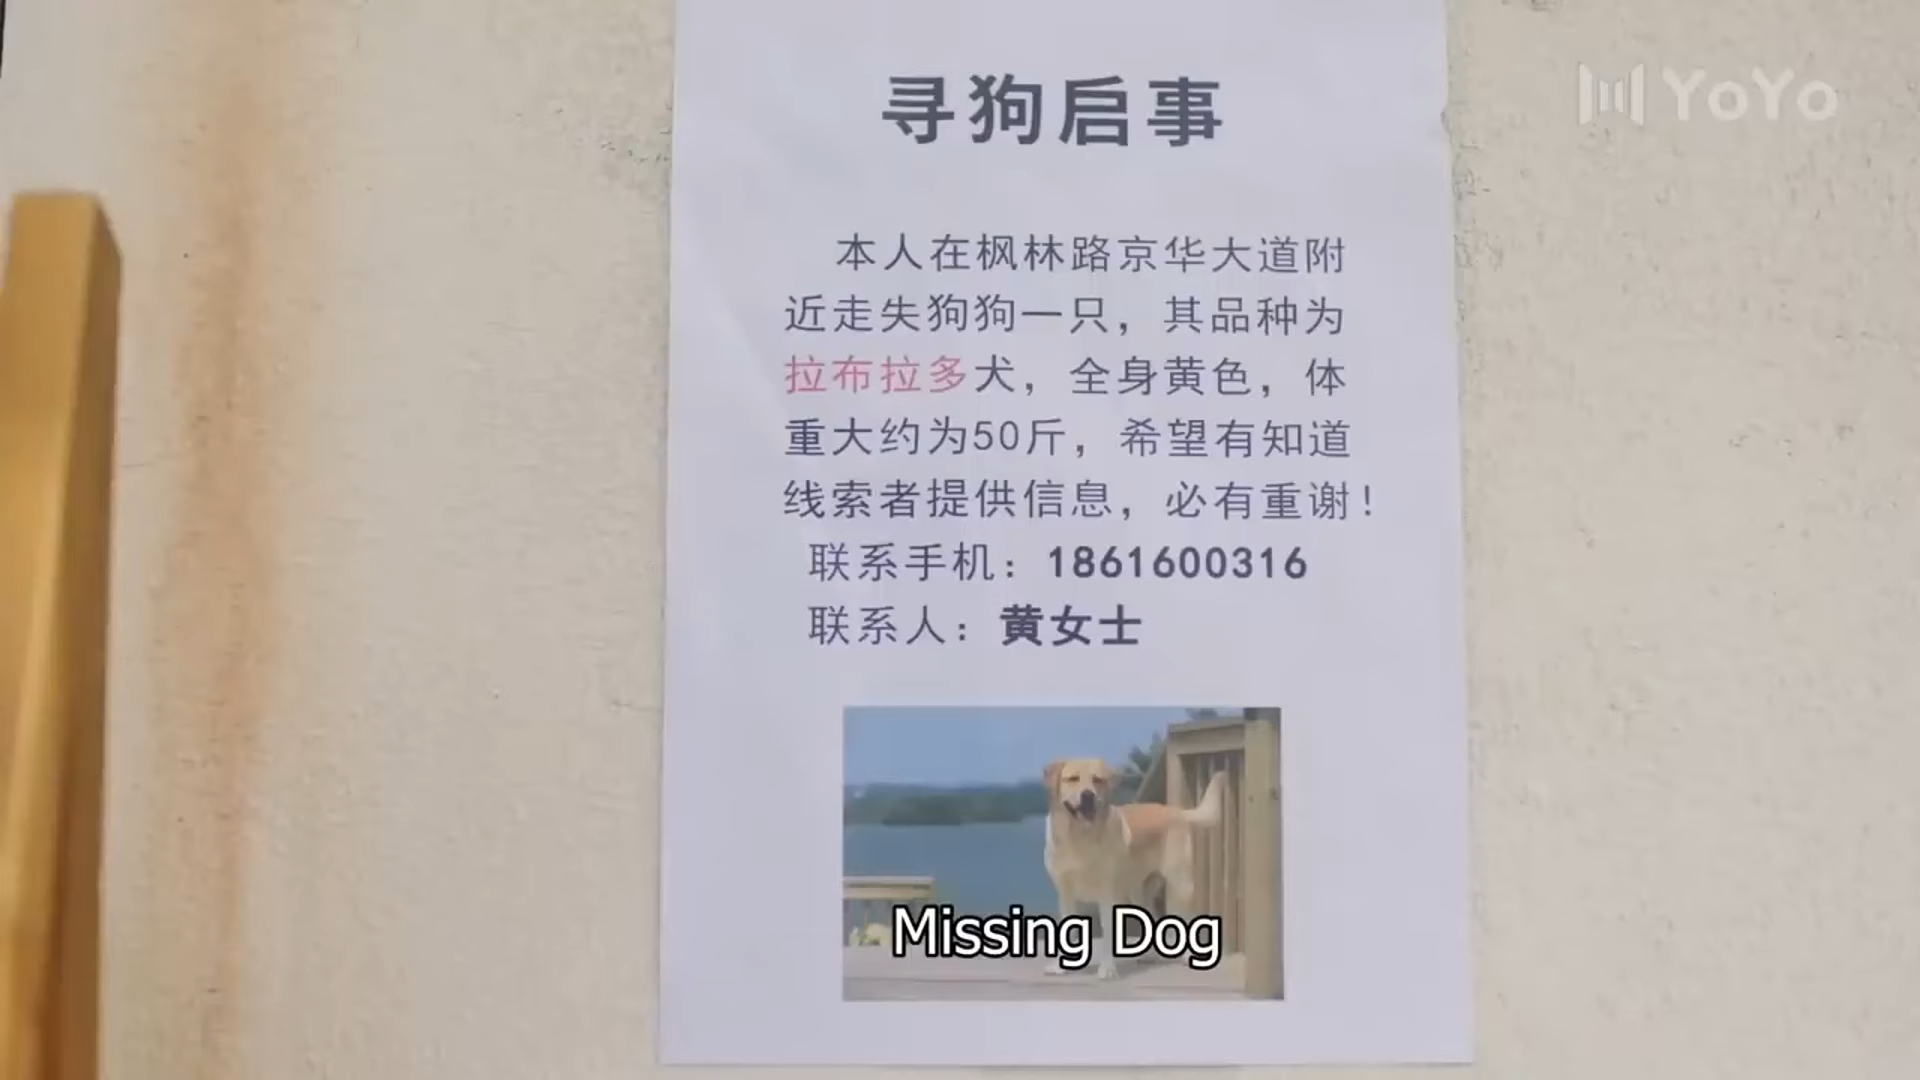 YoYo
寻狗启事
本人在枫林路京华大道附
近走失狗狗一只，其品种为
拉布拉多犬，全身黄色，体
重大约为50斤，希望有知道
线索者提供信息，必有重谢！
联系手机：1861600316
联系人：黄女士
Missing Dog